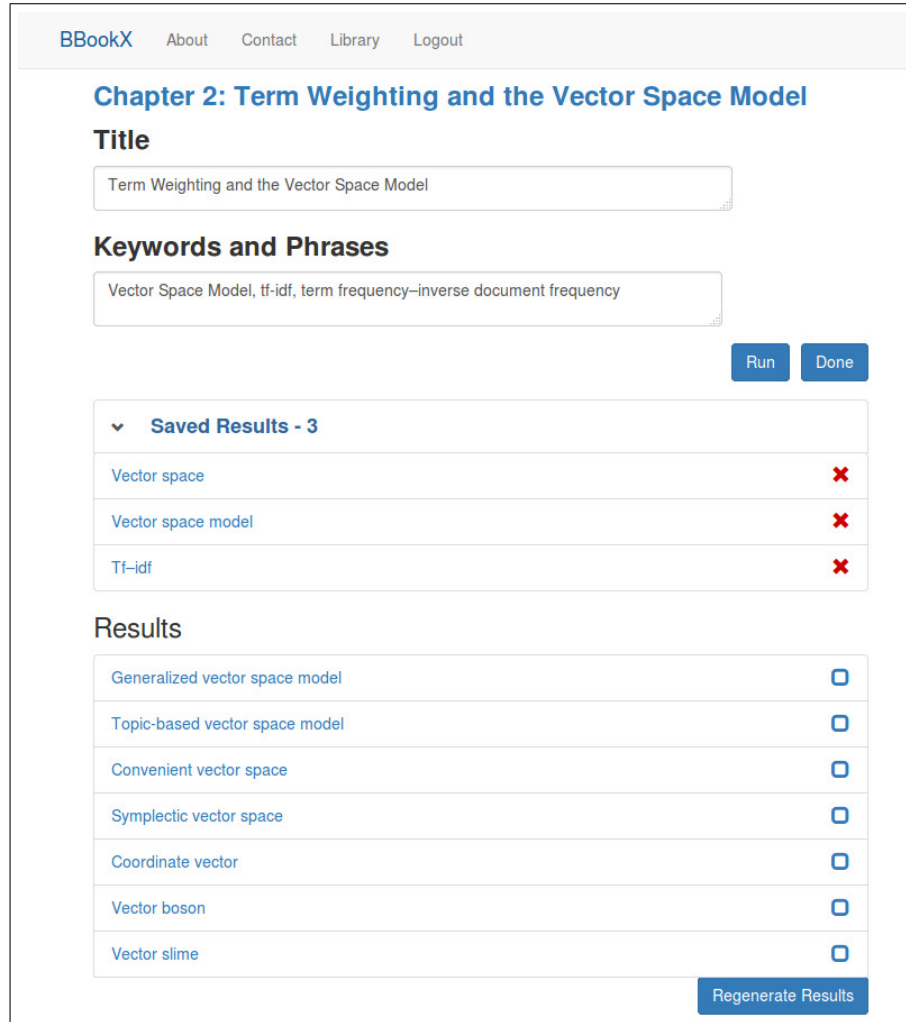 BBookX About Contact Library Logout
Chapter 2: Term Weighting and the Vector Space Model
Title
Term Weighting and the Vector Space Model
Keywords and Phrases
Vector Space Model, tf-idf, term frequency–inverse document frequency
Run Done
Saved Results - 3
Vector space
Vector space model
Tf–idf
Results
Generalized vector space model
Topic-based vector space model
Convenient vector space
Symplectic vector space
Coordinate vector
Vector boson
Vector slime
Regenerate Results